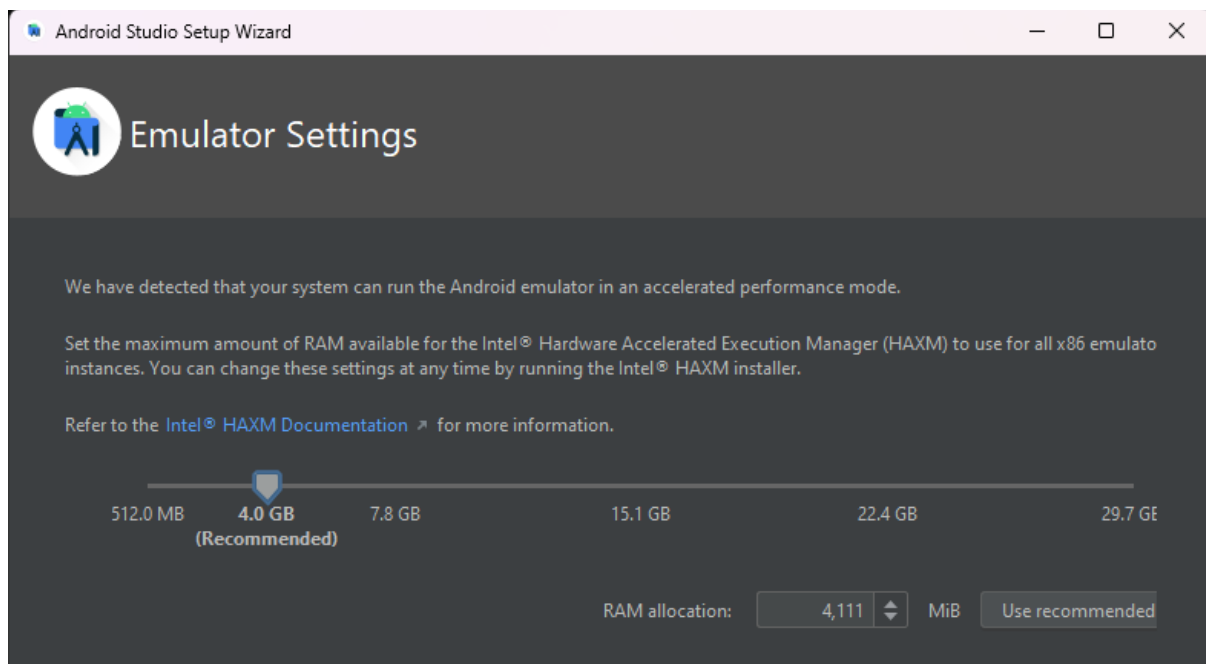 Android Studio Setup Wizard
Emulator Settings
We have detected that your system can run the Android emulator in an accelerated performance mode.
Set the maximum amount of RAM available for the Intel® Hardware Accelerated Execution Manager (HAXM) to use for all x86 emulato
instances. You can change these settings at any time by running the Intel® HAXM installer.
Refer to the Intel® HAXM Documentation ↗ for more information.
512.0 MB 4.0 GB 7.8 GB 15.1 GB 22.4 GB 29.7 GB
(Recommended)
RAM allocation: 4,111 MiB Use recommended